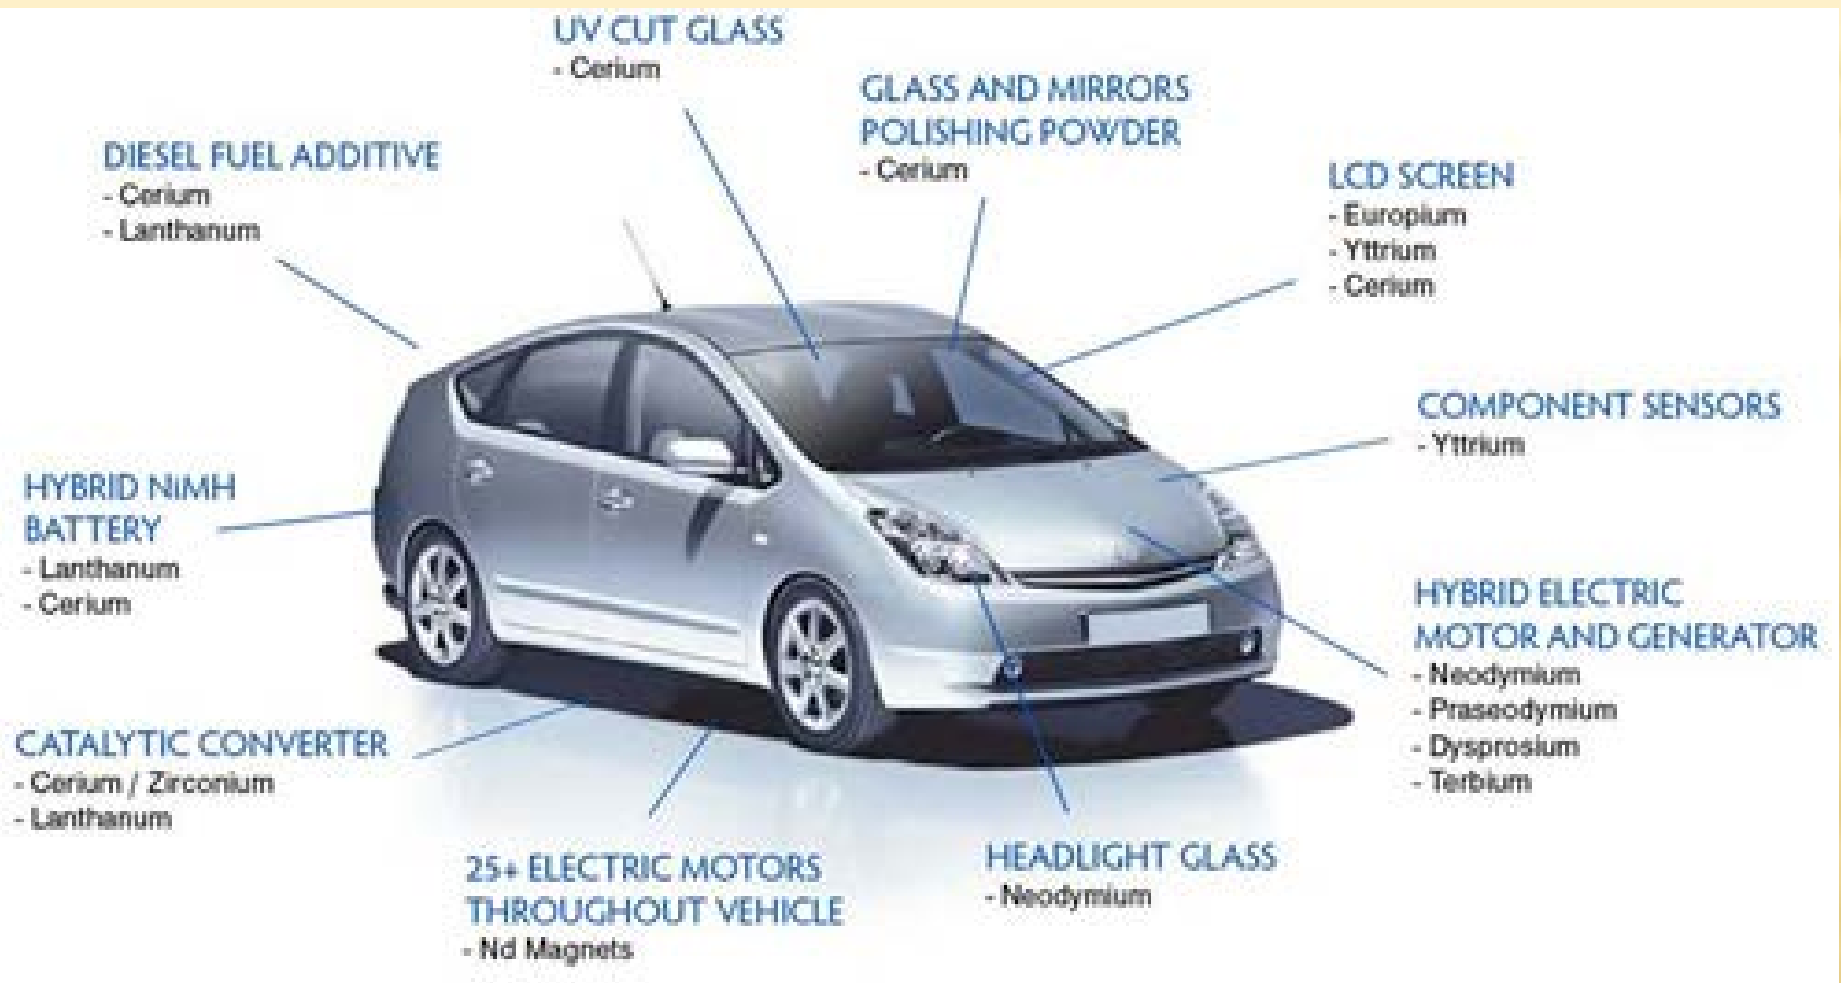 UV CUT GLASS
- Cerium
GLASS AND MIRRORS
POLISHING POWDER
- Cerium
DIESEL FUEL ADDITIVE
- Cerium
- Lanthanum
LCD SCREEN
- Europium
- Yttrium
- Cerium
COMPONENT SENSORS
- Yttrium
HYBRID NiMH
BATTERY
- Lanthanum
- Cerium
HYBRID ELECTRIC
MOTOR AND GENERATOR
- Neodymium
- Praseodymium
- Dysprosium
- Terbium
CATALYTIC CONVERTER
- Cerium / Zirconium
- Lanthanum
25+ ELECTRIC MOTORS
THROUGHOUT VEHICLE
- Nd Magnets
HEADLIGHT GLASS
- Neodymium